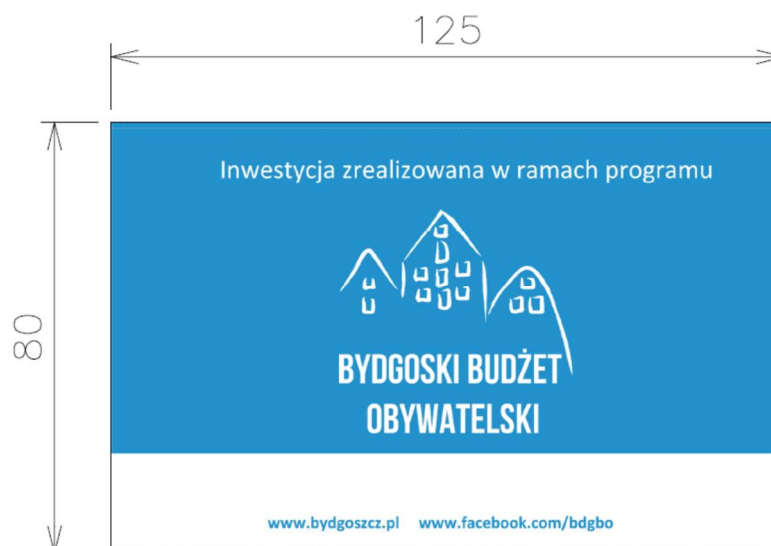 125
80
Inwestycja zrealizowana w ramach programu
BYDGOSKI BUDŻET
OBYWATELSKI
www.bydgoszcz.pl www.facebook.com/bdgbo